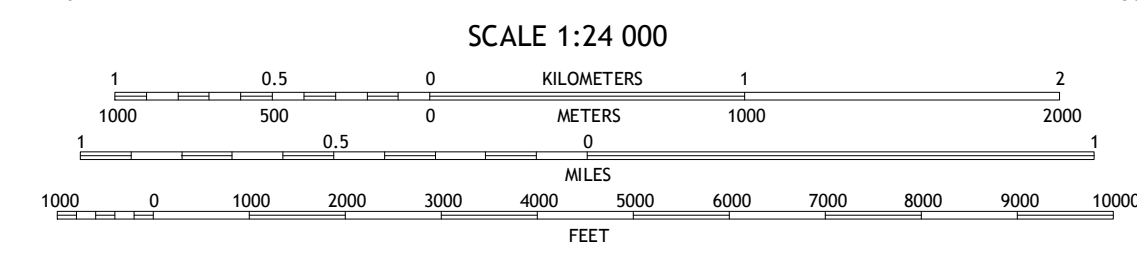 SCALE 1:24 000
1 0.5 0 KILOMETERS 1 2
1000 500 0 METERS 1000 2000
1 0.5 0 1
MILES
1000 0 1000 2000 3000 4000 5000 6000 7000 8000 9000 10000
FEET